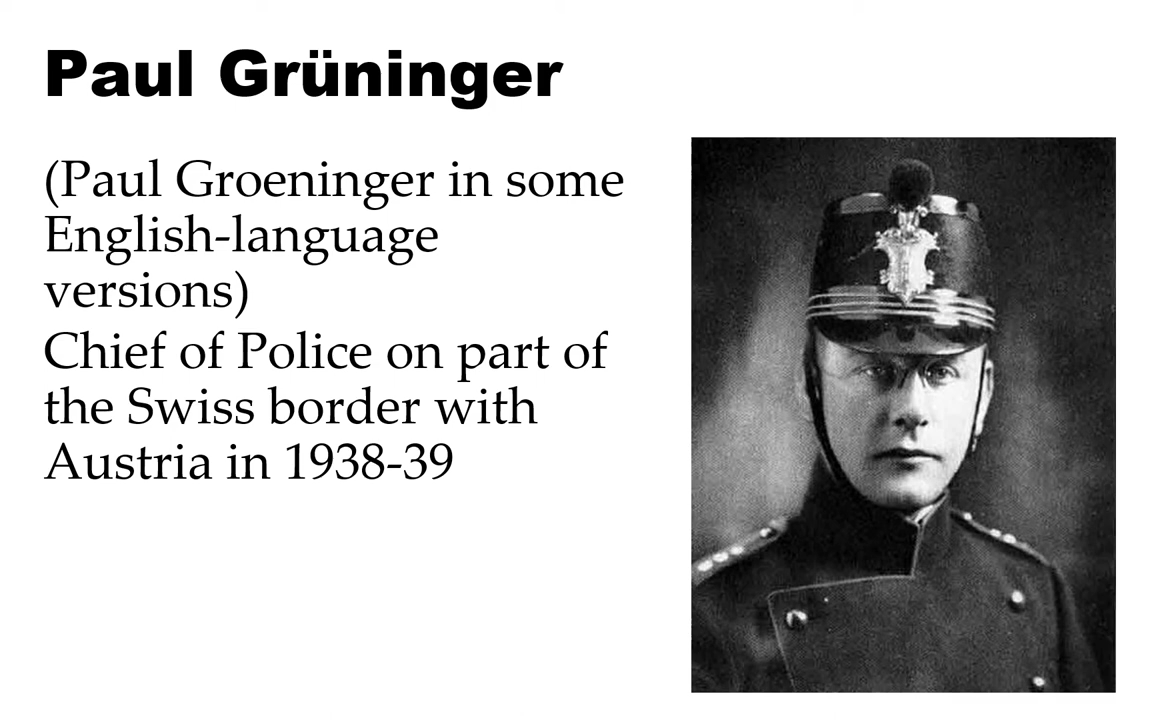 Paul Grüninger
(Paul Groeninger in some
English-language
versions)
Chief of Police on part of
the Swiss border with
Austria in 1938-39